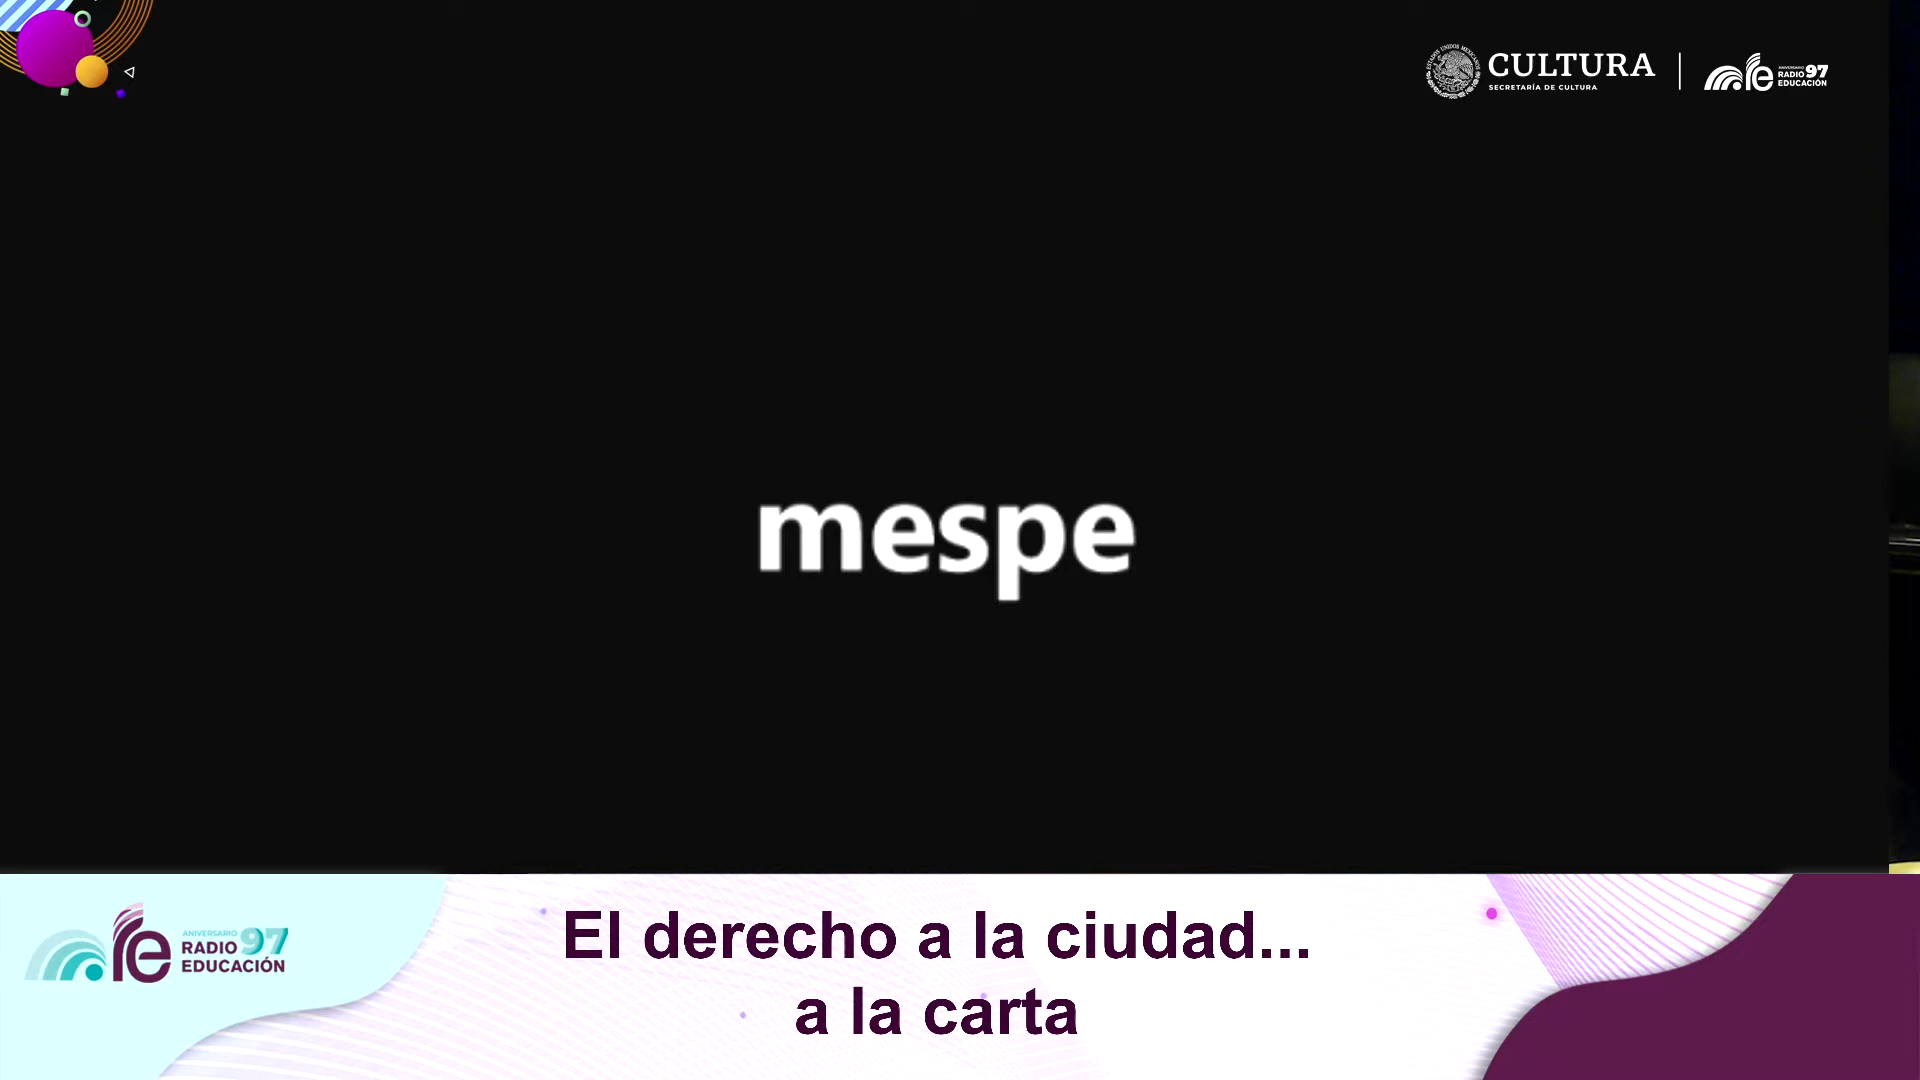 CULTURA
SECRETARÍA DE CULTURA
ANIVERSARIO
RADIO 97
EDUCACIÓN
mespe
ANIVERSARIO
RADIO 97
EDUCACIÓN
El derecho a la ciudad...
a la carta